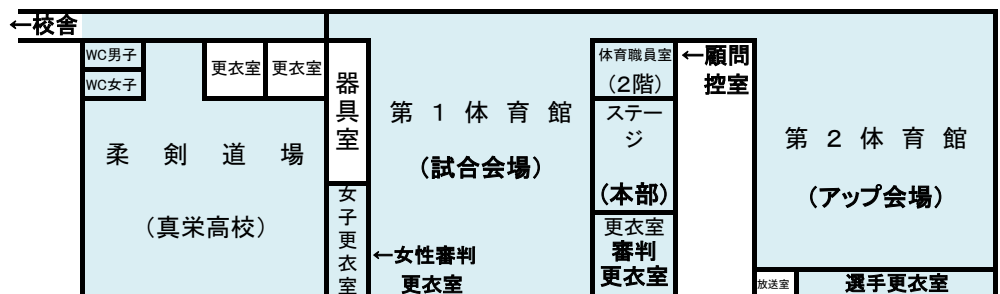 ←校舎
WC男子
WC女子
更衣室
更衣室
器具室
柔剣道場
（真栄高校）
女子更衣室
第１体育館
（試合会場）
←女性審判
更衣室
体育職員室
（2階）
ステー
ジ
（本部）
更衣室
審判
更衣室
←顧問
控室
第２体育館
（アップ会場）
放送室
選手更衣室